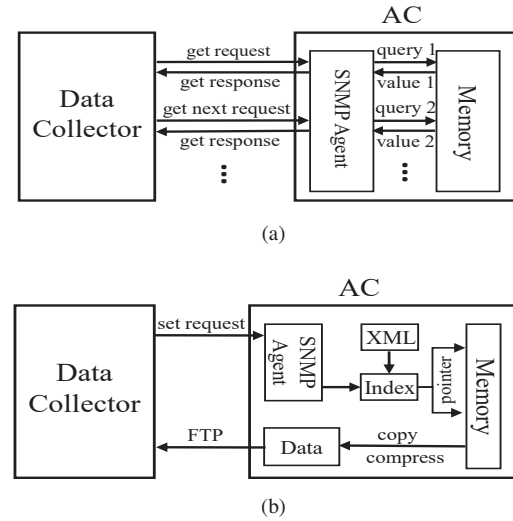 AC
get request
query 1
get response
value 1
Data
Collector
get next request
SNMP Agent
query 2
Memory
get response
value 2
...
...
(a)
AC
set request
SNMP
Agent
XML
Index
pointer
Memory
Data
Collector
FTP
Data
copy
compress
(b)